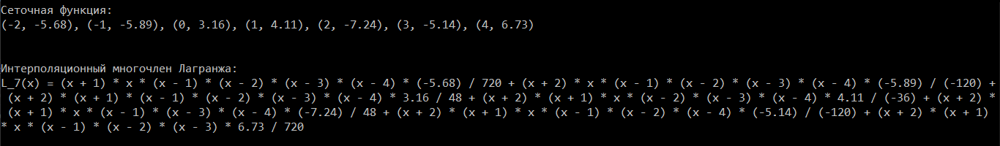 Сеточная функция:
(-2, -5.68), (-1, -5.89), (0, 3.16), (1, 4.11), (2, -7.24), (3, -5.14), (4, 6.73)
Интерполяционный многочлен Лагранжа:
L_7(x) = (x + 1) * x * (x - 1) * (x - 2) * (x - 3) * (x - 4) * (-5.68) / 720 + (x + 2) * x * (x - 1) * (x - 2) * (x - 3) * (x - 4) * (-5.89) / (-120) +
(x + 2) * (x + 1) * (x - 1) * (x - 2) * (x - 3) * (x - 4) * 3.16 / 48 + (x + 2) * (x + 1) * x * (x - 2) * (x - 3) * (x - 4) * 4.11 / (-36) + (x + 2) *
(x + 1) * x * (x - 1) * (x - 3) * (x - 4) * (-7.24) / 48 + (x + 2) * (x + 1) * x * (x - 1) * (x - 2) * (x - 4) * (-5.14) / (-120) + (x + 2) * (x + 1)
* x * (x - 1) * (x - 2) * (x - 3) * 6.73 / 720